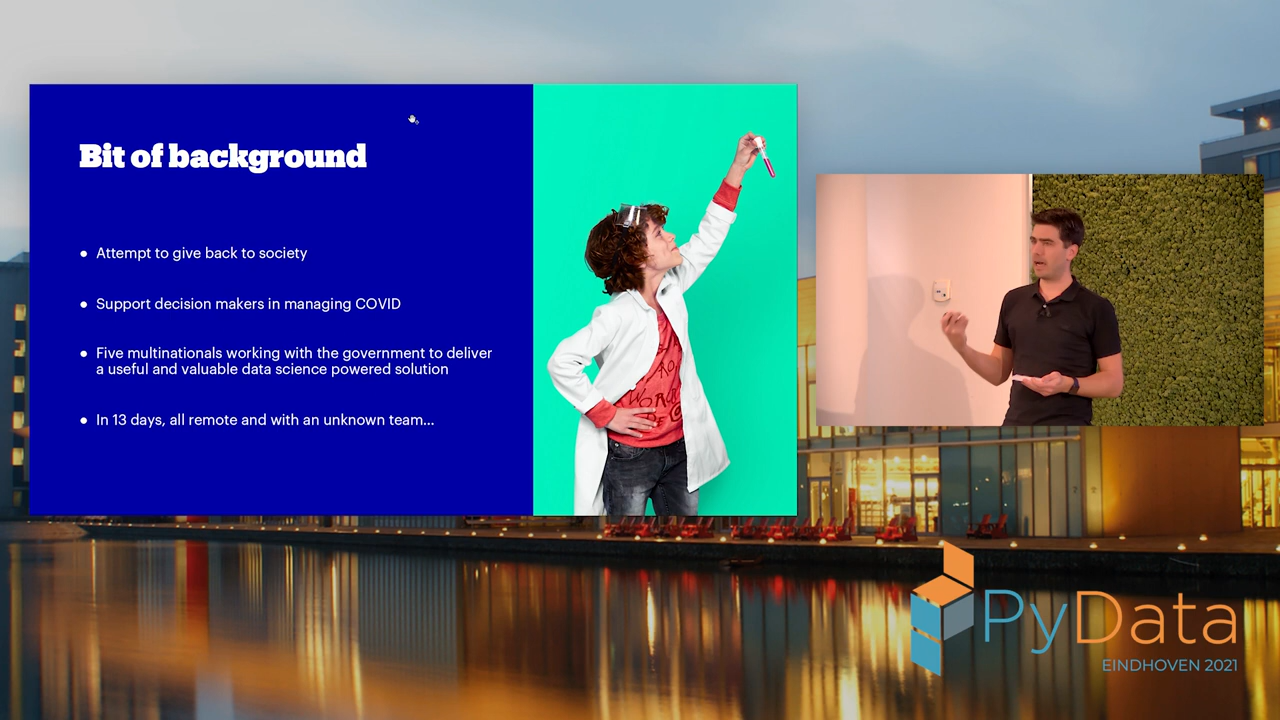 Bit of background
Attempt to give back to society
Support decision makers in managing COVID
Five multinationals working with the government to deliver
a useful and valuable data science powered solution
In 13 days, all remote and with an unknown team...
PyData
EINDHOVEN 2021